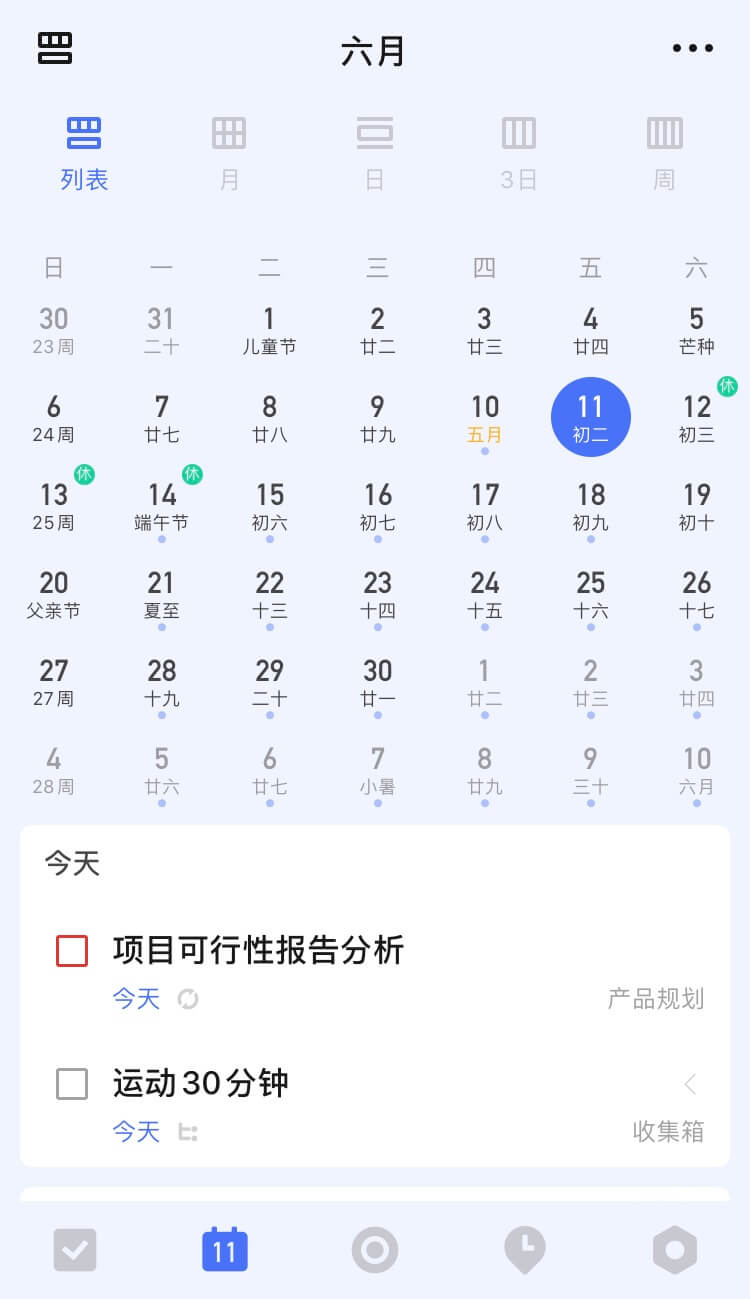 六月
列表 月 日 3日 周
日 一 二 三 四 五 六
30 31 1 2 3 4 5
23周 二十 儿童节 廿二 廿三 廿四 芒种
休
6 7 8 9 10 11 12
24周 廿七 廿八 廿九 五月 初二 初三
休 休
13 14 15 16 17 18 19
25周 端午节 初六 初七 初八 初九 初十
20 21 22 23 24 25 26
父亲节 夏至 十三 十四 十五 十六 十七
27 28 29 30 1 2 3
27周 十九 二十 廿一 廿二 廿三 廿四
4 5 6 7 8 9 10
28周 廿六 廿七 小暑 廿九 三十 六月
今天
项目可行性报告分析
今天 产品规划
运动30分钟
今天 收集箱
11